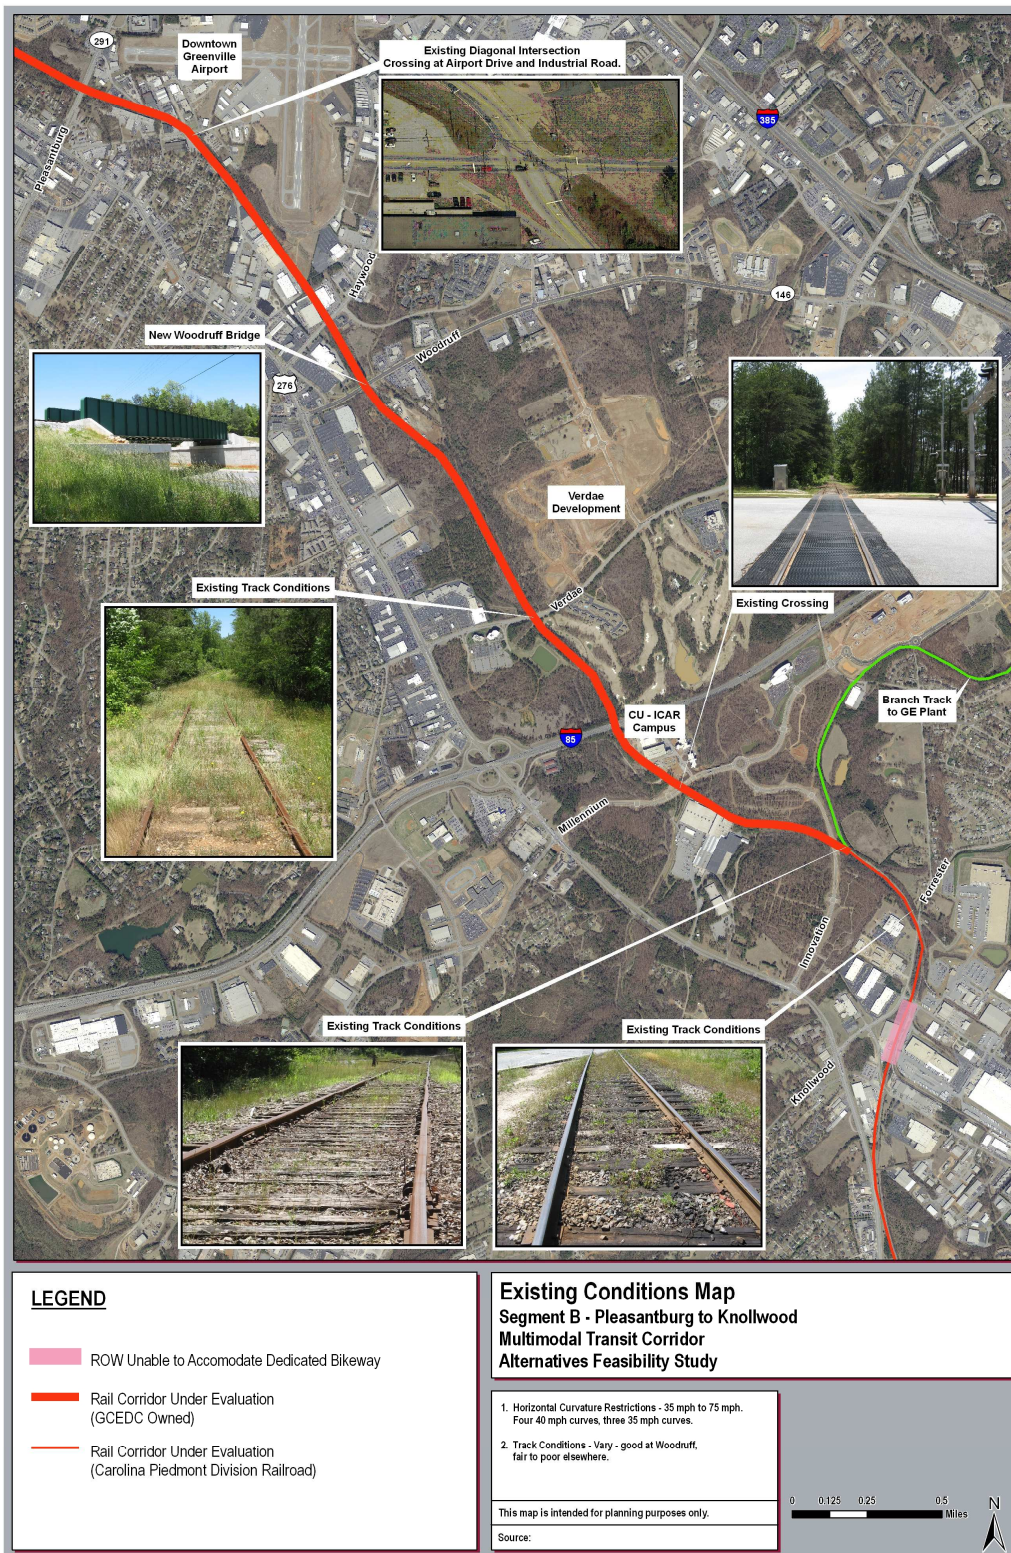 291
Downtown
Greenville
Airport
Existing Diagonal Intersection
Crossing at Airport Drive and Industrial Road.
385
Pleasantburg
Haywood
146
New Woodruff Bridge
Woodruff
276
Verdae
Development
Existing Track Conditions
Verdae
Existing Crossing
CU - ICAR
Campus
Branch Track
to GE Plant
85
Millennium
Forrester
Innovation
Existing Track Conditions
Existing Track Conditions
Knollwood
LEGEND
ROW Unable to Accomodate Dedicated Bikeway
Rail Corridor Under Evaluation
(GCEDC Owned)
Rail Corridor Under Evaluation
(Carolina Piedmont Division Railroad)
Existing Conditions Map
Segment B - Pleasantburg to Knollwood
Multimodal Transit Corridor
Alternatives Feasibility Study
1. Horizontal Curvature Restrictions - 35 mph to 75 mph.
Four 40 mph curves, three 35 mph curves.
2. Track Conditions - Vary - good at Woodruff,
fair to poor elsewhere.
This map is intended for planning purposes only.
Source:
0 0.125 0.25 0.5
Miles
N